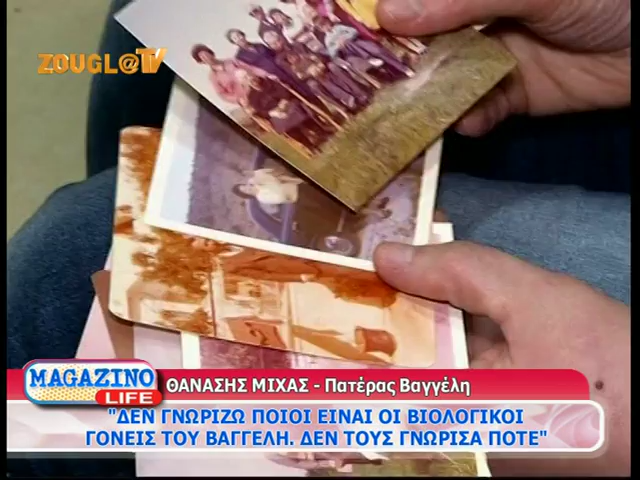 ZOUGL@TV
ΘΑΝΑΣΗΣ ΜΙΧΑΣ - Πατέρας Βαγγέλη
MAGAZINO
LIFE
"ΔΕΝ ΓΝΩΡΙΖΩ ΠΟΙΟΙ ΕΙΝΑΙ ΟΙ ΒΙΟΛΟΓΙΚΟΙ
ΓΟΝΕΙΣ ΤΟΥ ΒΑΓΓΕΛΗ. ΔΕΝ ΤΟΥΣ ΓΝΩΡΙΣΑ ΠΟΤΕ"